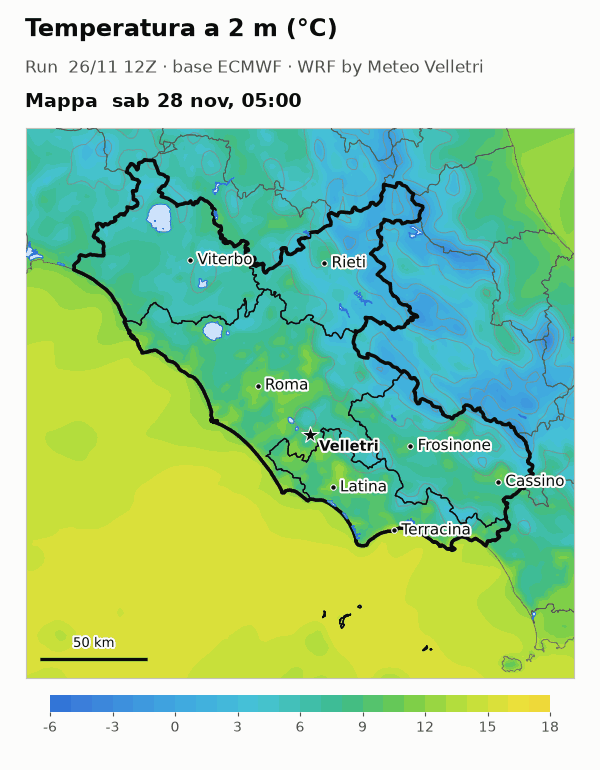 Temperatura a 2 m (°C)
Run  26/11 12Z · base ECMWF · WRF by Meteo Velletri
Mappa  sab 28 nov, 05:00
Viterbo
Rieti
Roma
Velletri
Frosinone
Latina
Cassino
Terracina
50 km
-6 -3 0 3 6 9 12 15 18